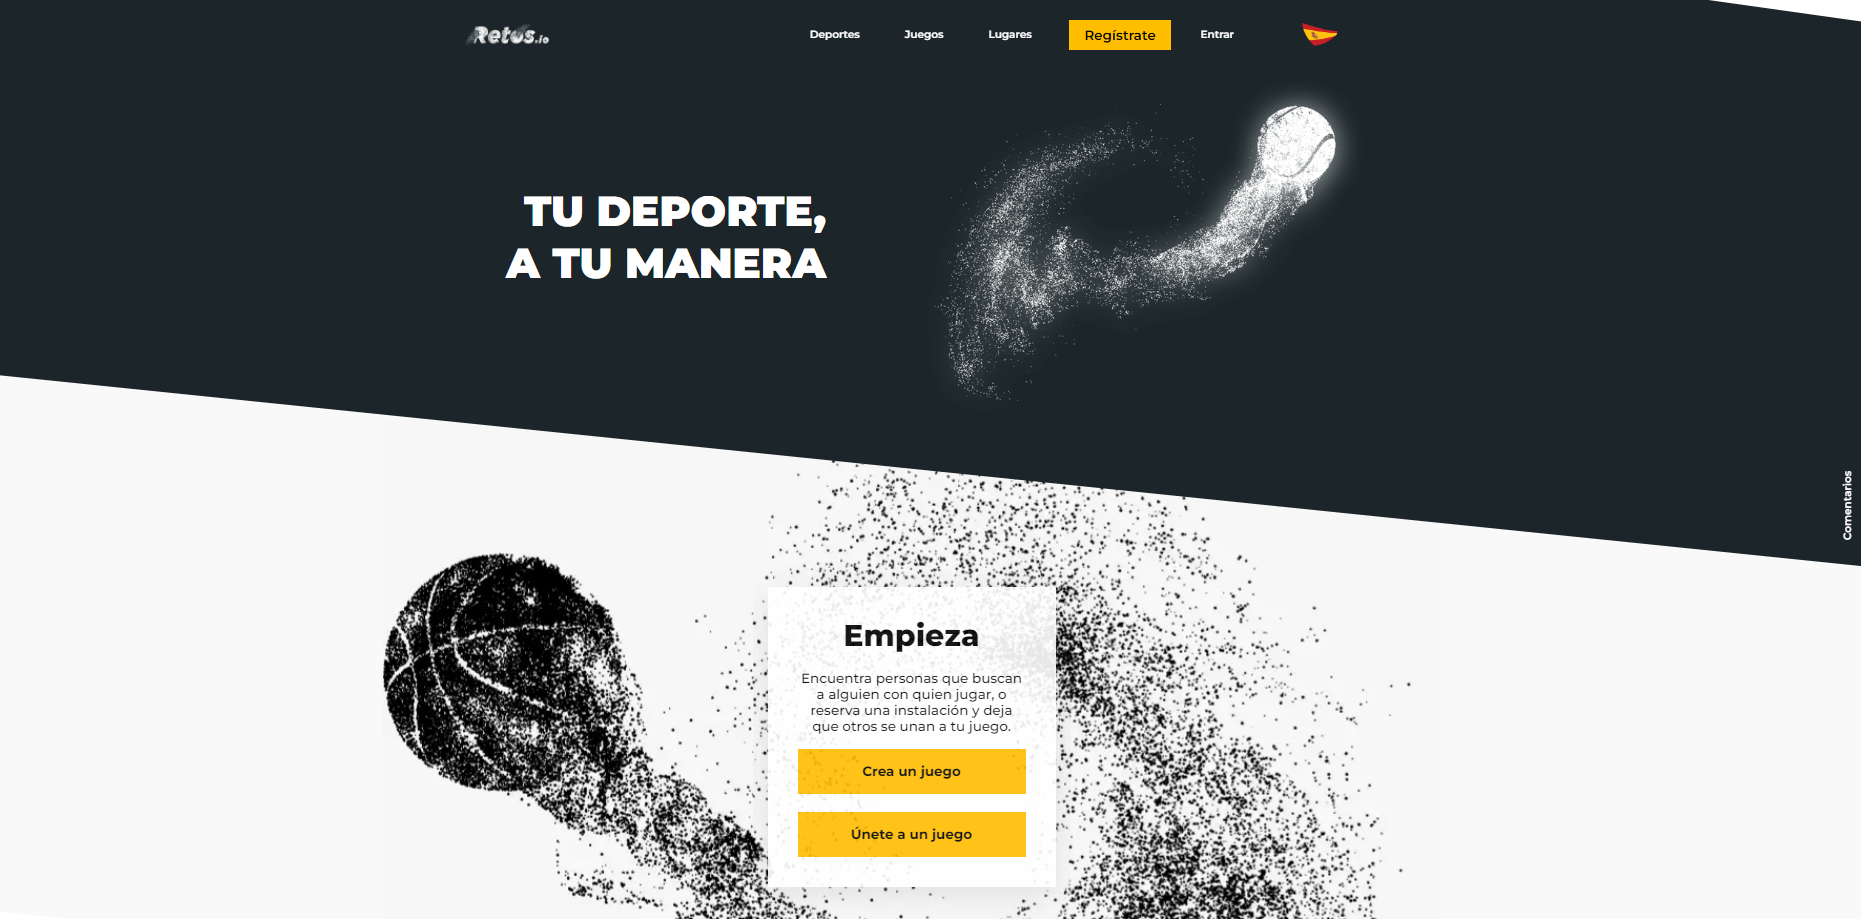 Retos.io
Deportes
Juegos
Lugares
Regístrate
Entrar
TU DEPORTE,
A TU MANERA
Comentarios
Empieza
Encuentra personas que buscan
a alguien con quien jugar, o
reserva una instalación y deja
que otros se unan a tu juego.
Crea un juego
Únete a un juego